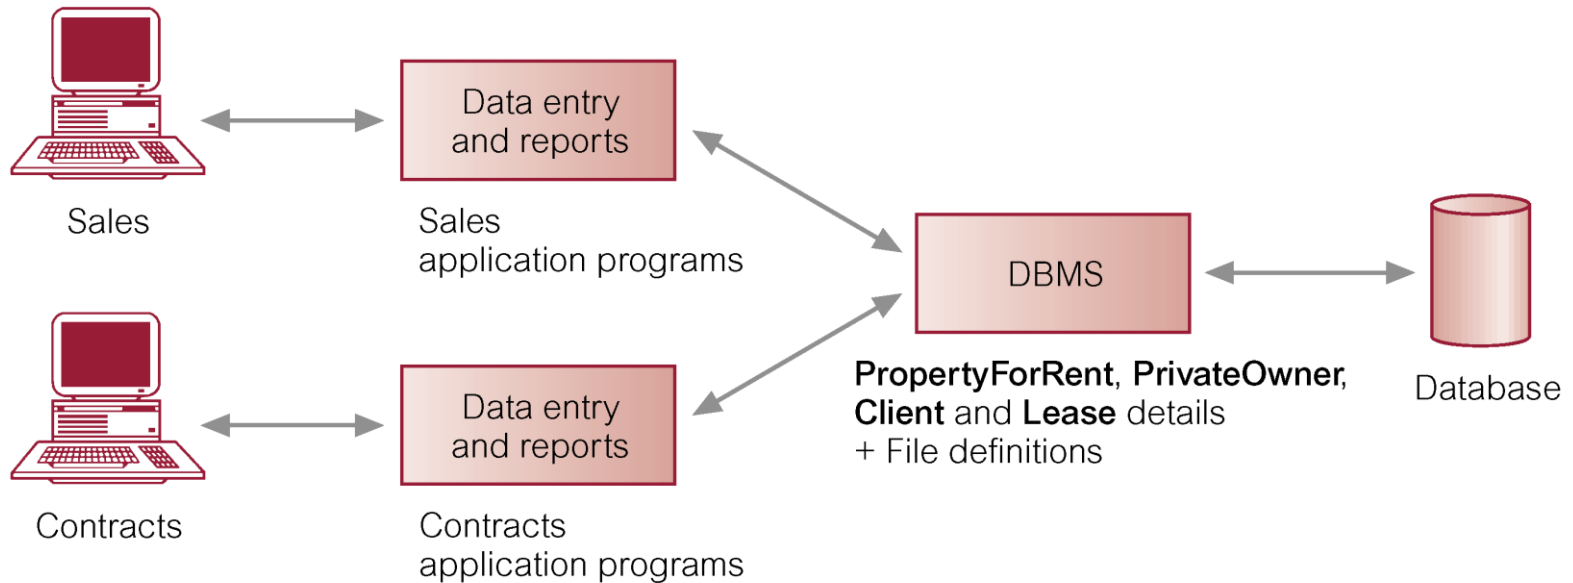 Data entry
and reports
Sales
Sales
application programs
DBMS
PropertyForRent, PrivateOwner,
Client and Lease details
+ File definitions
Database
Data entry
and reports
Contracts
Contracts
application programs